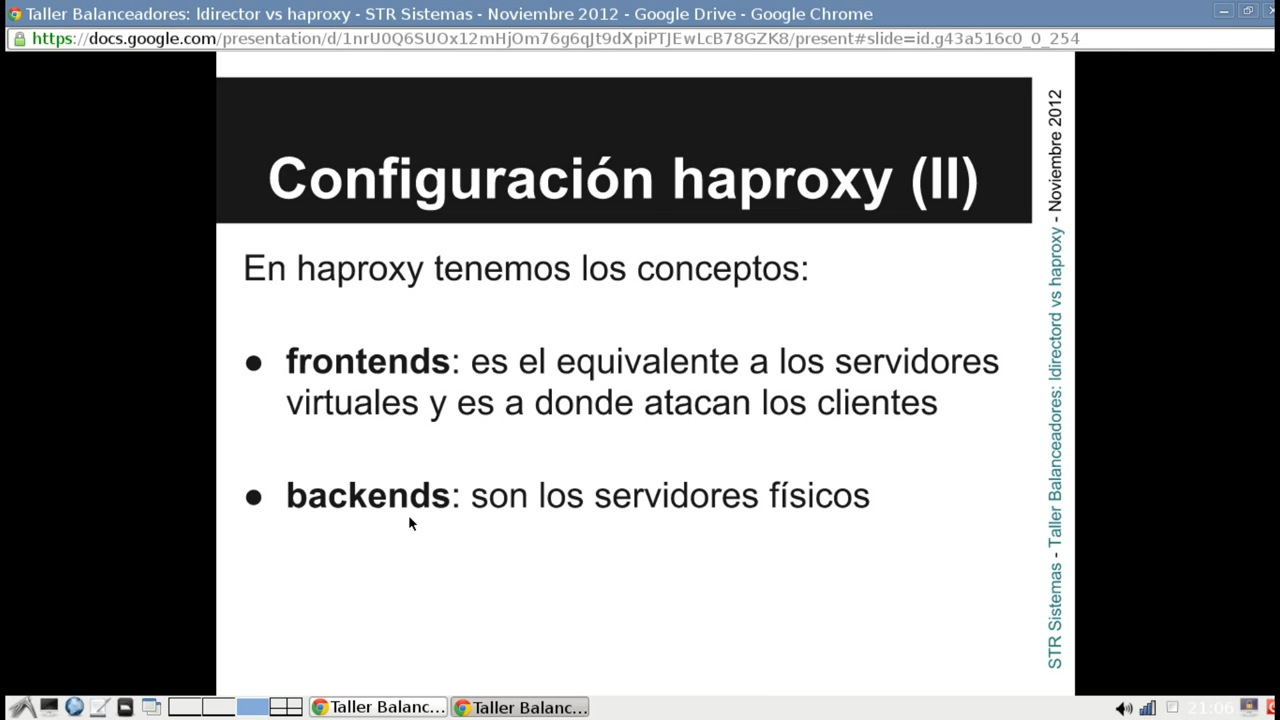 Taller Balanceadores: ldirector vs haproxy - STR Sistemas - Noviembre 2012 - Google Drive - Google Chrome
https://docs.google.com/presentation/d/1nrU0Q6SUOx12mHjOm76g6qJt9dXpiPTJEwLcB78GZK8/present#slide=id.g43a516c0_0_254
Configuración haproxy (II)
En haproxy tenemos los conceptos:
● frontends: es el equivalente a los servidores
virtuales y es a donde atacan los clientes
● backends: son los servidores físicos
STR Sistemas - Taller Balanceadores: ldirectord vs haproxy - Noviembre 2012
Taller Balanc...
Taller Balanc...
21:06